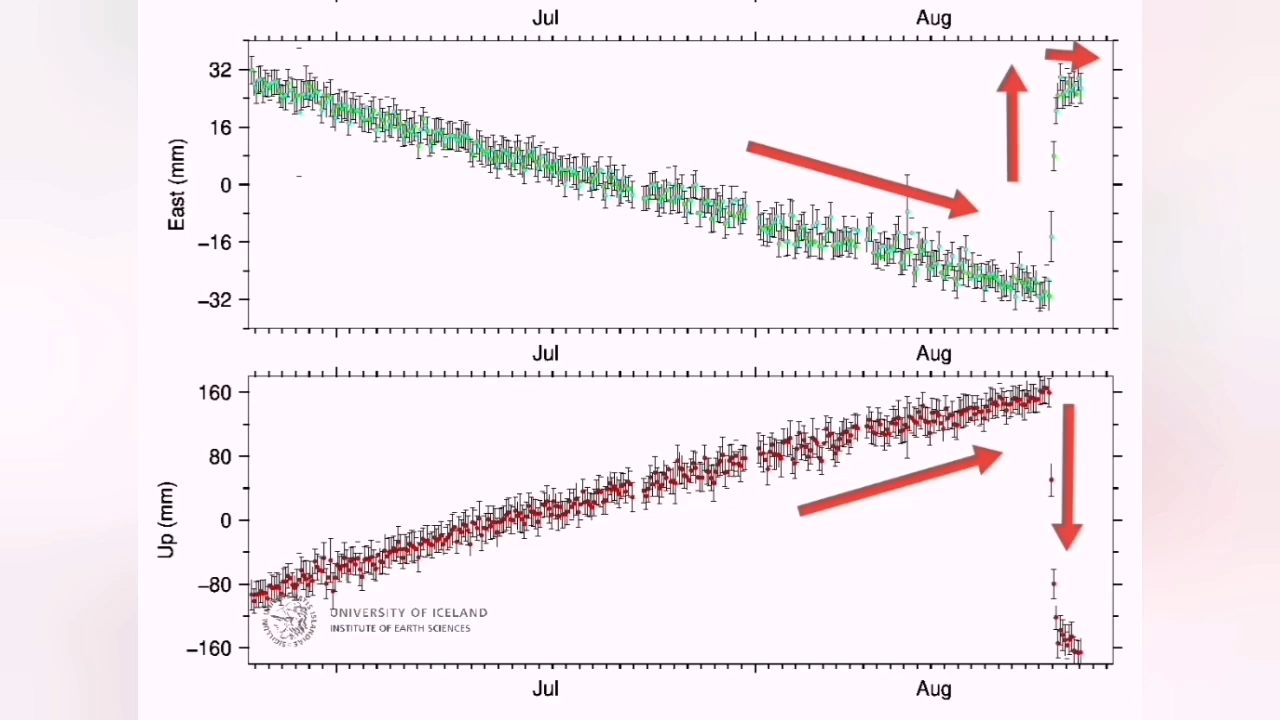 Jul Aug
32
16
0
−16
−32
East (mm)
Jul Aug
160
80
0
−80
−160
Up (mm)
UNIVERSITY OF ICELAND
INSTITUTE OF EARTH SCIENCES
Jul Aug